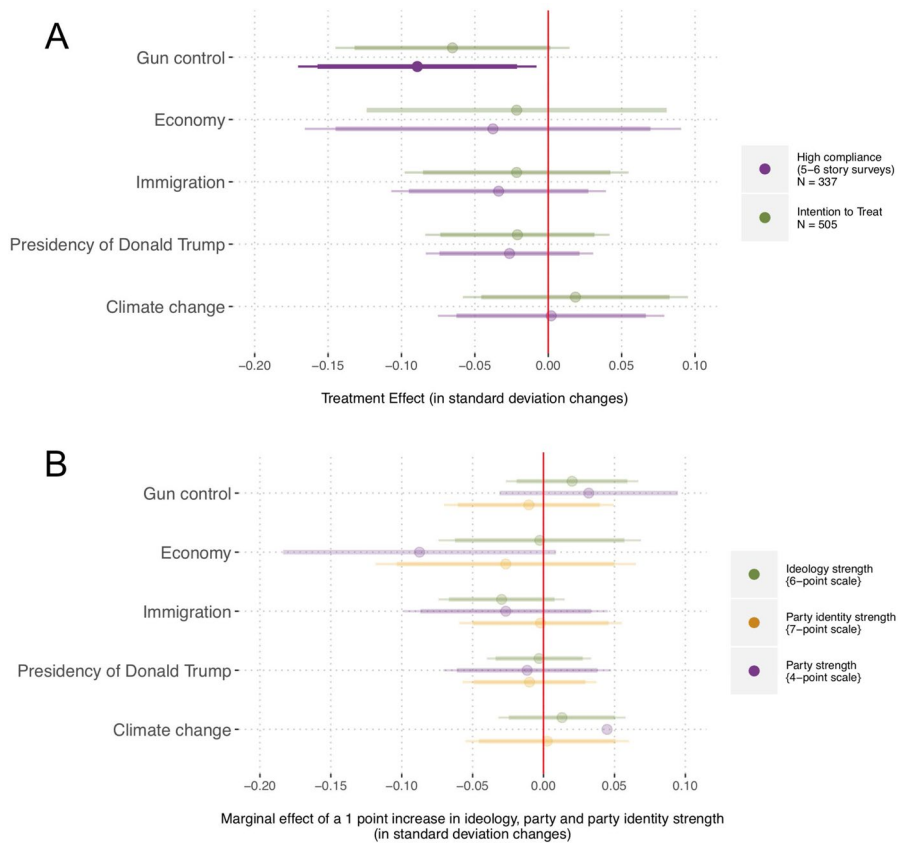 A
Gun control
Economy
Immigration
Presidency of Donald Trump
Climate change
−0.20
−0.15
−0.10
−0.05
0.00
0.05
0.10
Treatment Effect (in standard deviation changes)
High compliance
(5−6 story surveys)
N = 337
Intention to Treat
N = 505
B
Gun control
Economy
Immigration
Presidency of Donald Trump
Climate change
−0.20
−0.15
−0.10
−0.05
0.00
0.05
0.10
Marginal effect of a 1 point increase in ideology, party and party identity strength
(in standard deviation changes)
Ideology strength
{6−point scale}
Party identity strength
{7−point scale}
Party strength
{4−point scale}